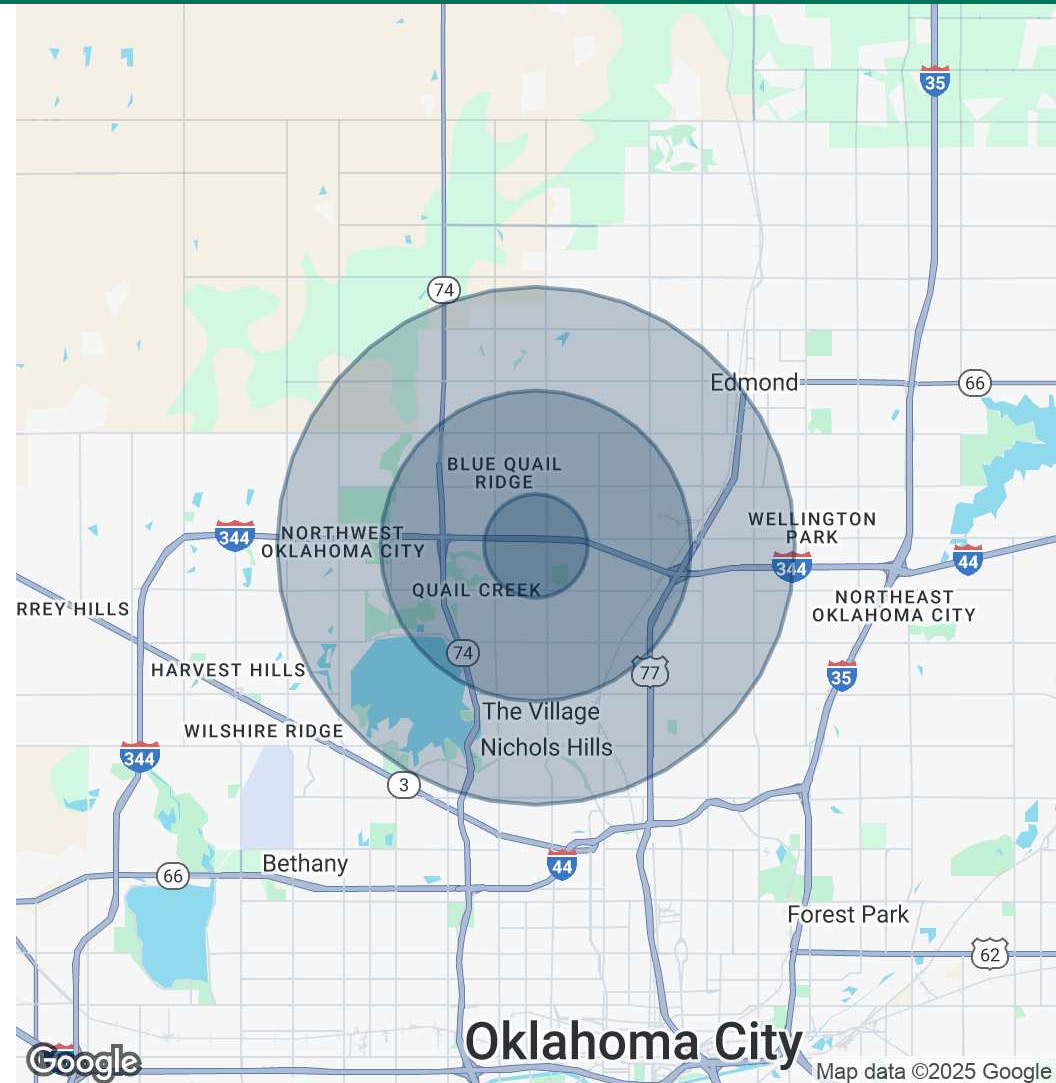 35
74
Edmond
66
BLUE QUAIL
RIDGE
WELLINGTON
PARK
344
NORTHWEST
OKLAHOMA CITY
344
44
QUAIL CREEK
NORTHEAST
OKLAHOMA CITY
RREY HILLS
74
77
35
HARVEST HILLS
The Village
WILSHIRE RIDGE
Nichols Hills
344
3
44
Bethany
66
Forest Park
62
Oklahoma City
Google
Map data ©2025 Google